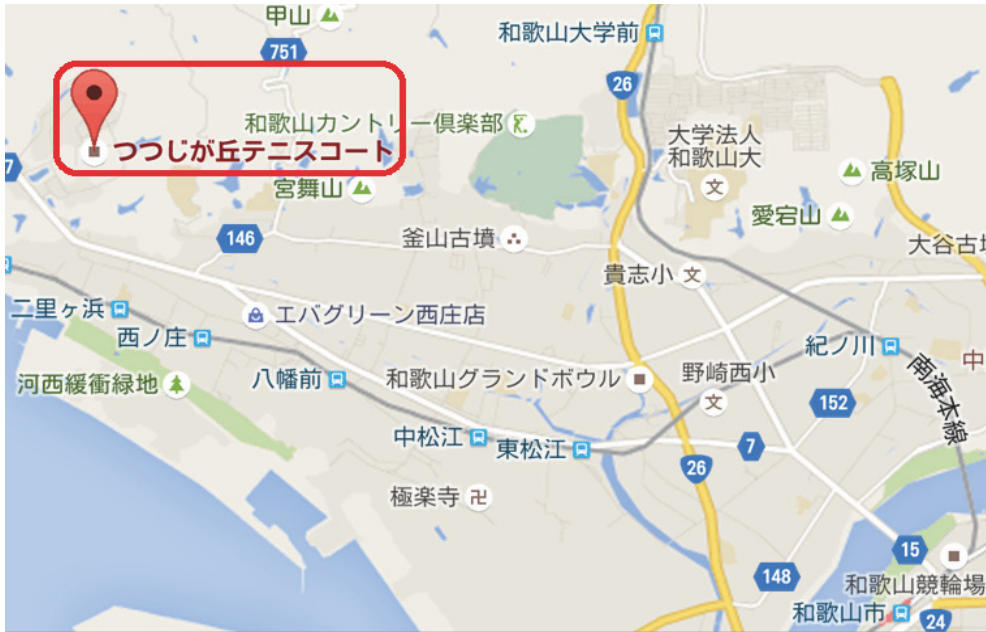 甲山
和歌山大学前
751
26
和歌山カントリー倶楽部
大学法人
和歌山大
つつじが丘テニスコート
7
高塚山
宮舞山
愛宕山
146
釜山古墳
大谷古墳
貴志小
二里ヶ浜
エバグリーン西庄店
西ノ庄
紀ノ川
中
河西緩衝緑地
八幡前
和歌山グランドボウル
野崎西小
南海本線
152
中松江
東松江
7
26
極楽寺
15
148
和歌山競輪場
和歌山市
24